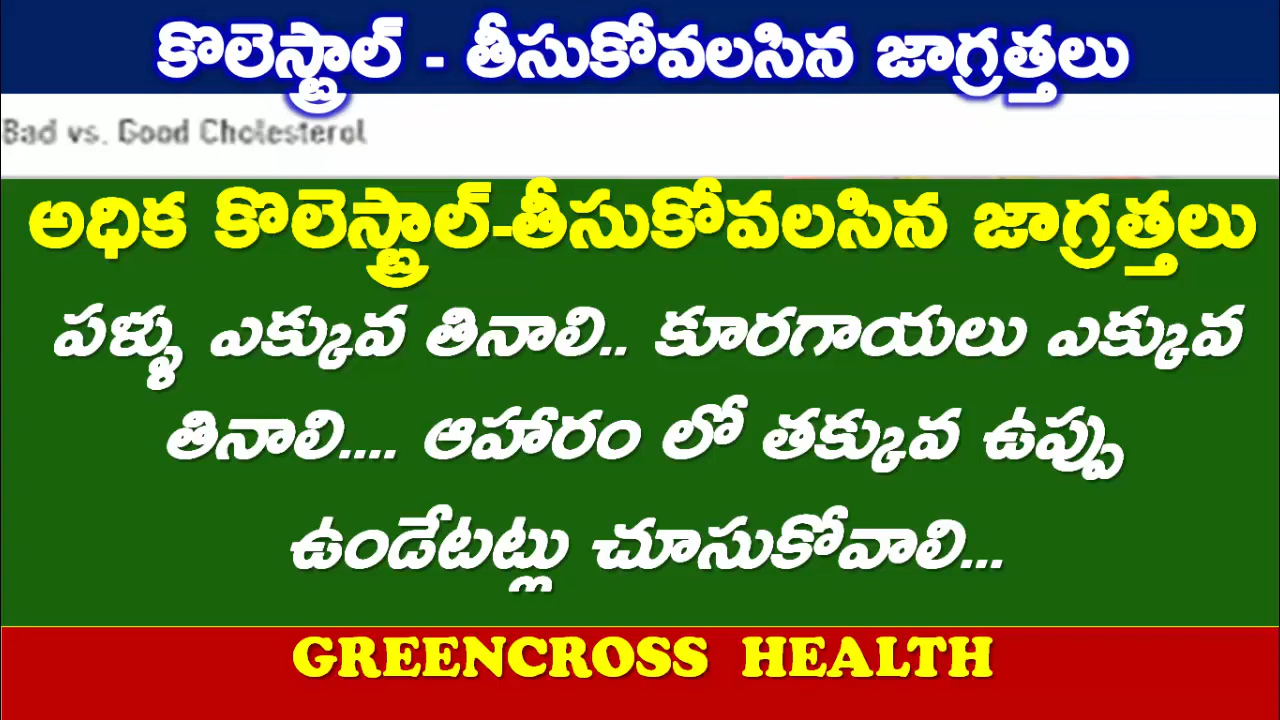 కొలెస్ట్రాల్ - తీసుకోవలసిన జాగ్రత్తలు
Bad vs. Good Cholesterol
అధిక కొలెస్ట్రాల్-తీసుకోవలసిన జాగ్రత్తలు
పళ్ళు ఎక్కువ తినాలి.. కూరగాయలు ఎక్కువ
తినాలి.... ఆహారం లో తక్కువ ఉప్పు
ఉండేటట్లు చూసుకోవాలి...
GREENCROSS HEALTH